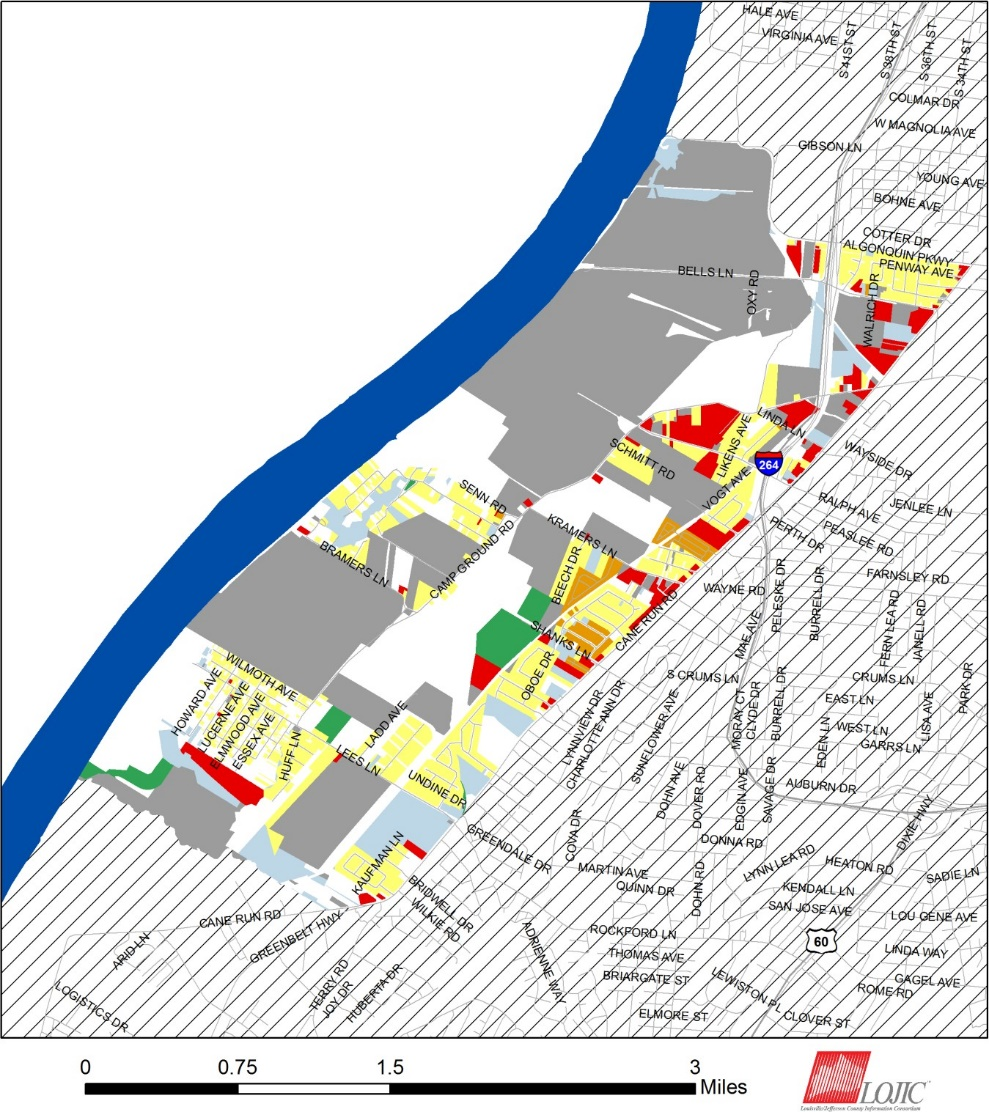 HALE AVE
VIRGINIA AVE
S 41ST ST
S 38TH ST
S 36TH ST
S 34TH ST
COLMAR DR
W MAGNOLIA AVE
GIBSON LN
YOUNG AVE
BOHNE AVE
COTTER DR
ALGONQUIN PKWY
PENWAY AVE
BELLS LN
OXY RD
WALRICH DR
LINDA LN
LIKENS AVE
SCHMITT RD
264
WAYSIDE DR
VOGT AVE
SENN RD
RALPH AVE
JENLEE LN
KRAMERS LN
PERTH DR
PEASLEE RD
BRAMERS LN
CAMP GROUND RD
BEECH DR
FARNSLEY RD
WAYNE RD
PELESKE DR
BURRELL DR
FERN LEA RD
JANELL RD
CANE RUN RD
SHANKS LN
MAE AVE
WILMOTH AVE
OBOE DR
S CRUMS LN
CRUMS LN
PARK DR
HOWARD AVE
LUCERNE AVE
ELMWOOD AVE
ESSEX AVE
HUFF LN
LADD AVE
LEES LN
UNDINE DR
LYNNVIEW DR
CHARLOTTE ANN DR
SUNFLOWER AVE
MORAY CT
CLYDE DR
BURRELL DR
EAST LN
WEST LN
GARRS LN
LISA AVE
EDEN LN
DOHN AVE
DOVER RD
EDGIN AVE
SAVAGE DR
AUBURN DR
DIXIE HWY
GREENDALE DR
COVA DR
DONNA RD
KAUFMAN LN
MARTIN AVE
QUINN DR
DOHN RD
LYNN LEA RD
HEATON RD
SADIE LN
KENDALL LN
BRIDWELL DR
WILKIE RD
SAN JOSE AVE
LOU GENE AVE
CANE RUN RD
GREENBELT HWY
ADRIENNE WAY
ROCKFORD LN
60
ARID LN
THOMAS AVE
LINDA WAY
TERRY RD
JOY DR
HUBERTA DR
BRIARGATE ST
LEWISTON PL
GAGEL AVE
ROME RD
LOGISTICS DR
ELMORE ST
CLOVER ST
0 0.75 1.5 3
Miles
LOJIC
Louisville/Jefferson County Information Consortium